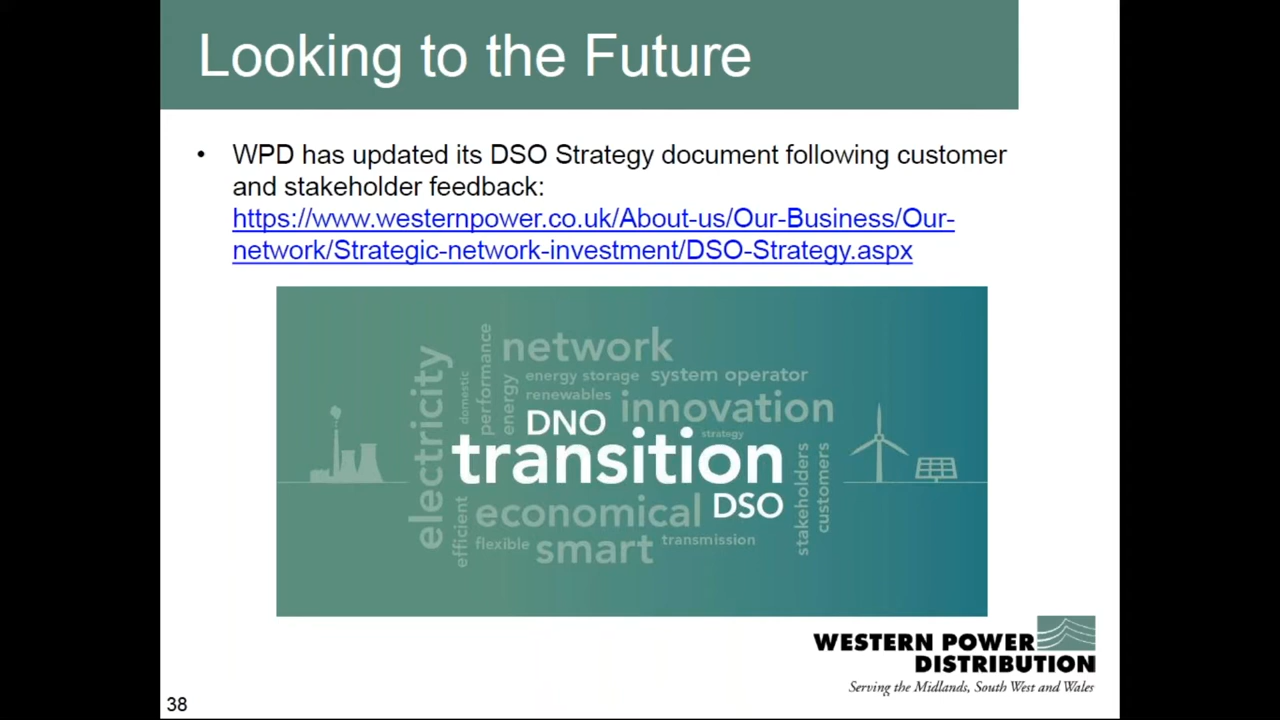 Looking to the Future
• WPD has updated its DSO Strategy document following customer
and stakeholder feedback:
https://www.westernpower.co.uk/About-us/Our-Business/Our-
network/Strategic-network-investment/DSO-Strategy.aspx
electricity
domestic
performance
energy
network
energy storage
system operator
renewables
innovation
DNO
strategy
transition
economical
DSO
efficient
flexible
smart
transmission
stakeholders
customers
WESTERN POWER
DISTRIBUTION
Serving the Midlands, South West and Wales
38